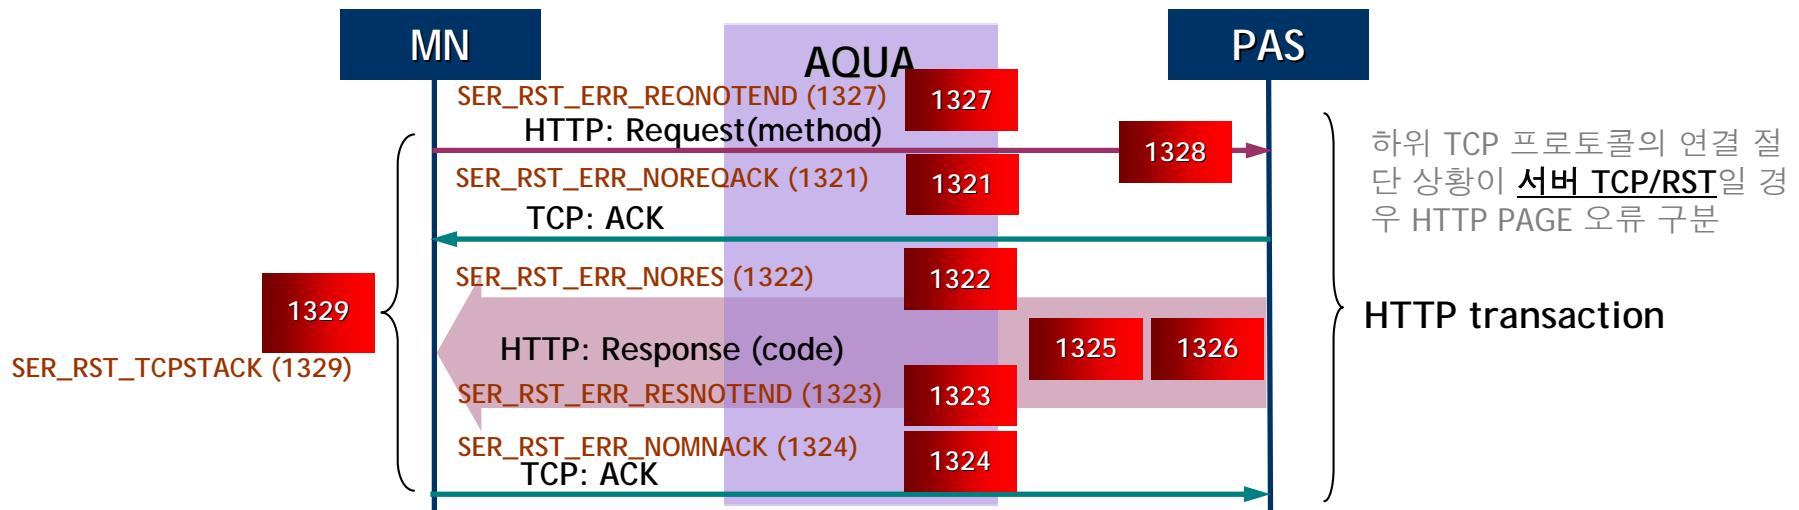 MN
AQUA
PAS
SER_RST_ERR_REQNOTEND (1327)
1327
HTTP: Request(method)
1328
SER_RST_ERR_NOREQACK (1321)
1321
TCP: ACK
하위 TCP 프로토콜의 연결 절
단 상황이 서버 TCP/RST일 경
우 HTTP PAGE 오류 구분
SER_RST_ERR_NORES (1322)
1322
1329
SER_RST_TCPSTACK (1329)
HTTP: Response (code)
1325
1326
HTTP transaction
SER_RST_ERR_RESNOTEND (1323)
1323
SER_RST_ERR_NOMNACK (1324)
1324
TCP: ACK